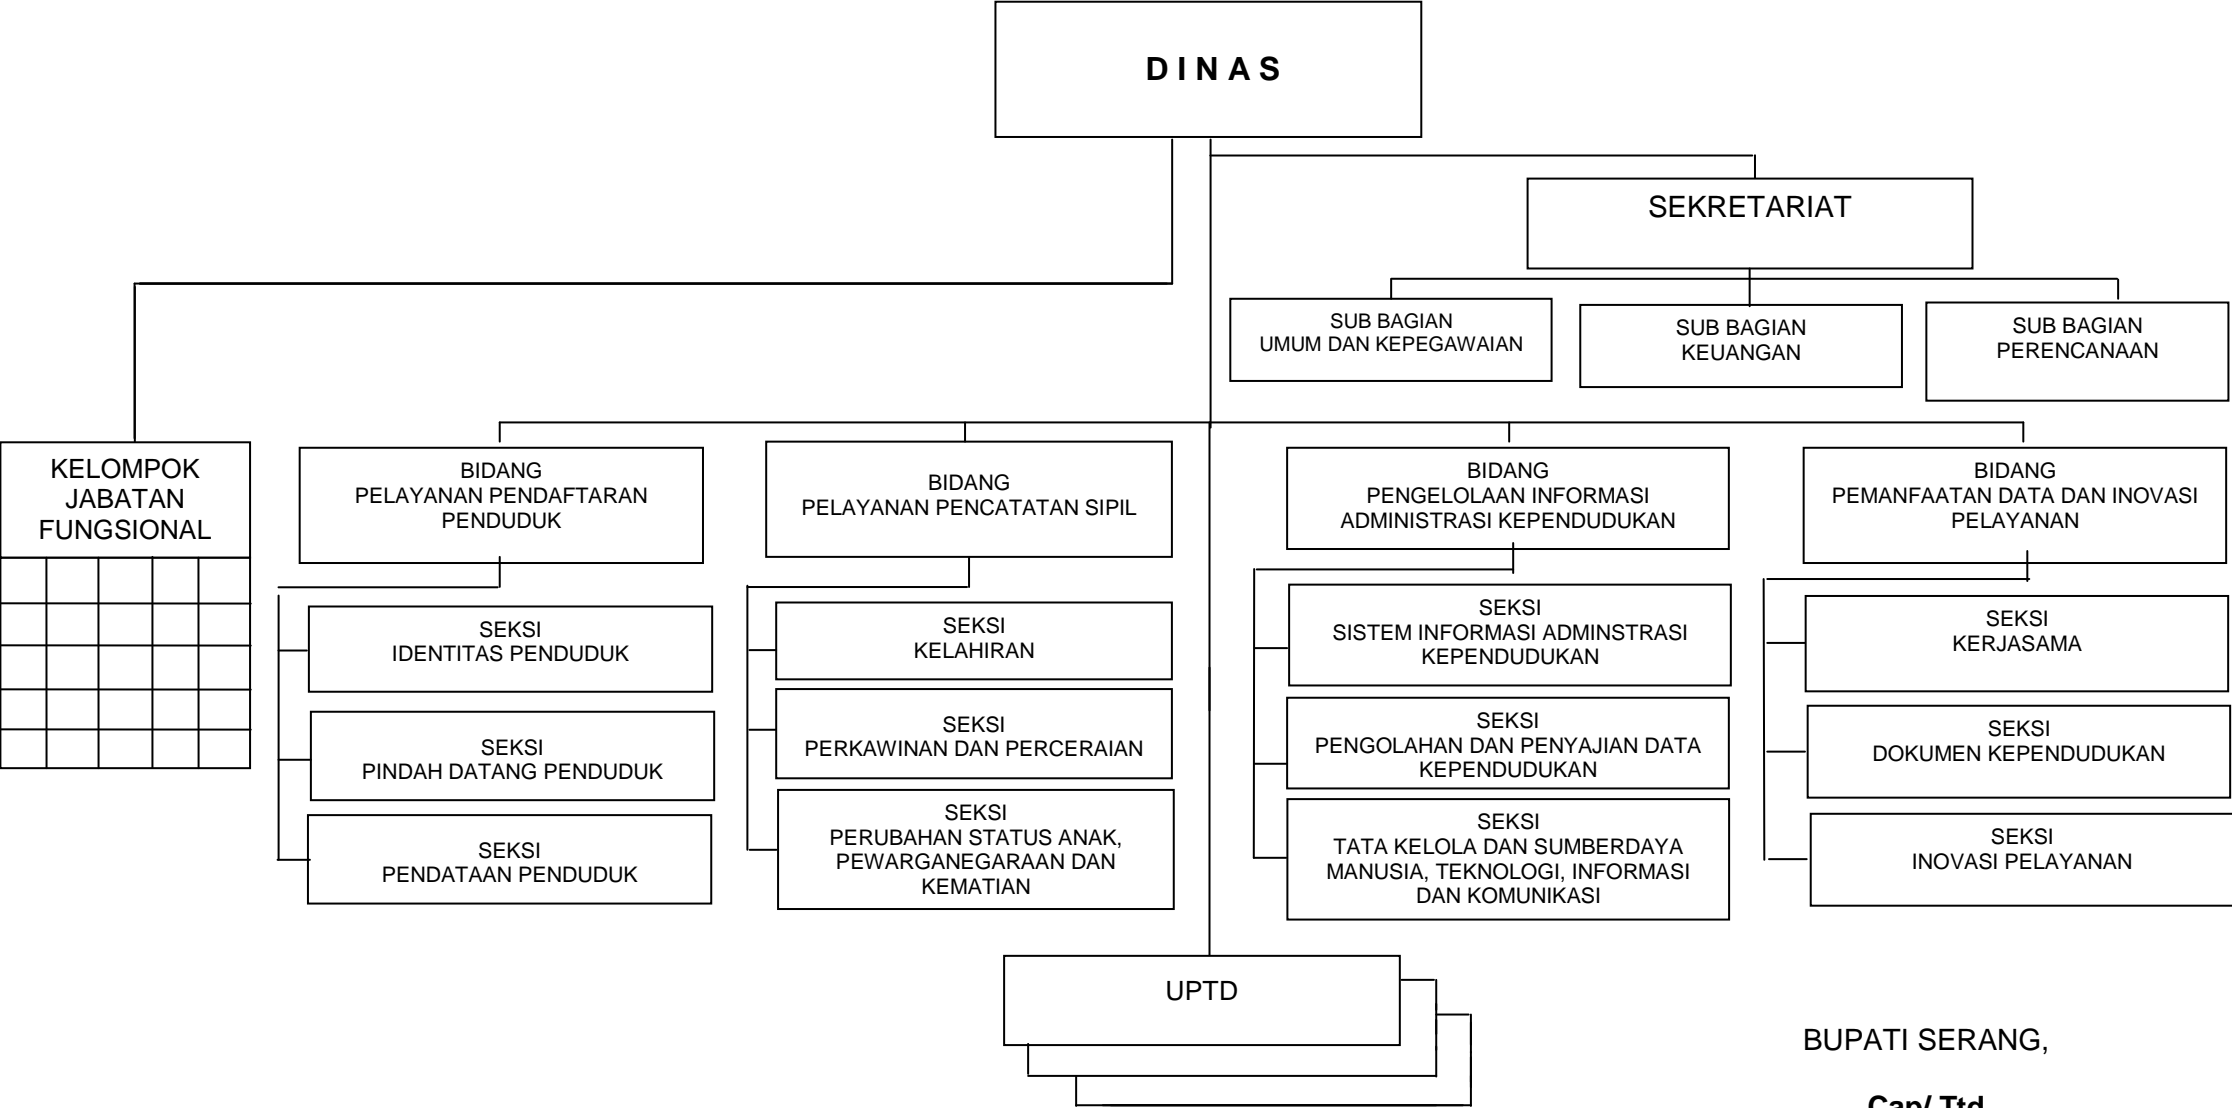 D I N A S
SEKRETARIAT
SUB BAGIAN
UMUM DAN KEPEGAWAIAN
SUB BAGIAN
KEUANGAN
SUB BAGIAN
PERENCANAAN
KELOMPOK
JABATAN
FUNGSIONAL
BIDANG
PELAYANAN PENDAFTARAN
PENDUDUK
SEKSI
IDENTITAS PENDUDUK
SEKSI
PINDAH DATANG PENDUDUK
SEKSI
PENDATAAN PENDUDUK
BIDANG
PELAYANAN PENCATATAN SIPIL
SEKSI
KELAHIRAN
SEKSI
PERKAWINAN DAN PERCERAIAN
SEKSI
PERUBAHAN STATUS ANAK,
PEWARGANEGARAAN DAN
KEMATIAN
BIDANG
PENGELOLAAN INFORMASI
ADMINISTRASI KEPENDUDUKAN
SEKSI
SISTEM INFORMASI ADMINSTRASI
KEPENDUDUKAN
SEKSI
PENGOLAHAN DAN PENYAJIAN DATA
KEPENDUDUKAN
SEKSI
TATA KELOLA DAN SUMBERDAYA
MANUSIA, TEKNOLOGI, INFORMASI
DAN KOMUNIKASI
BIDANG
PEMANFAATAN DATA DAN INOVASI
PELAYANAN
SEKSI
KERJASAMA
SEKSI
DOKUMEN KEPENDUDUKAN
SEKSI
INOVASI PELAYANAN
UPTD
BUPATI SERANG,
Cap/ Ttd